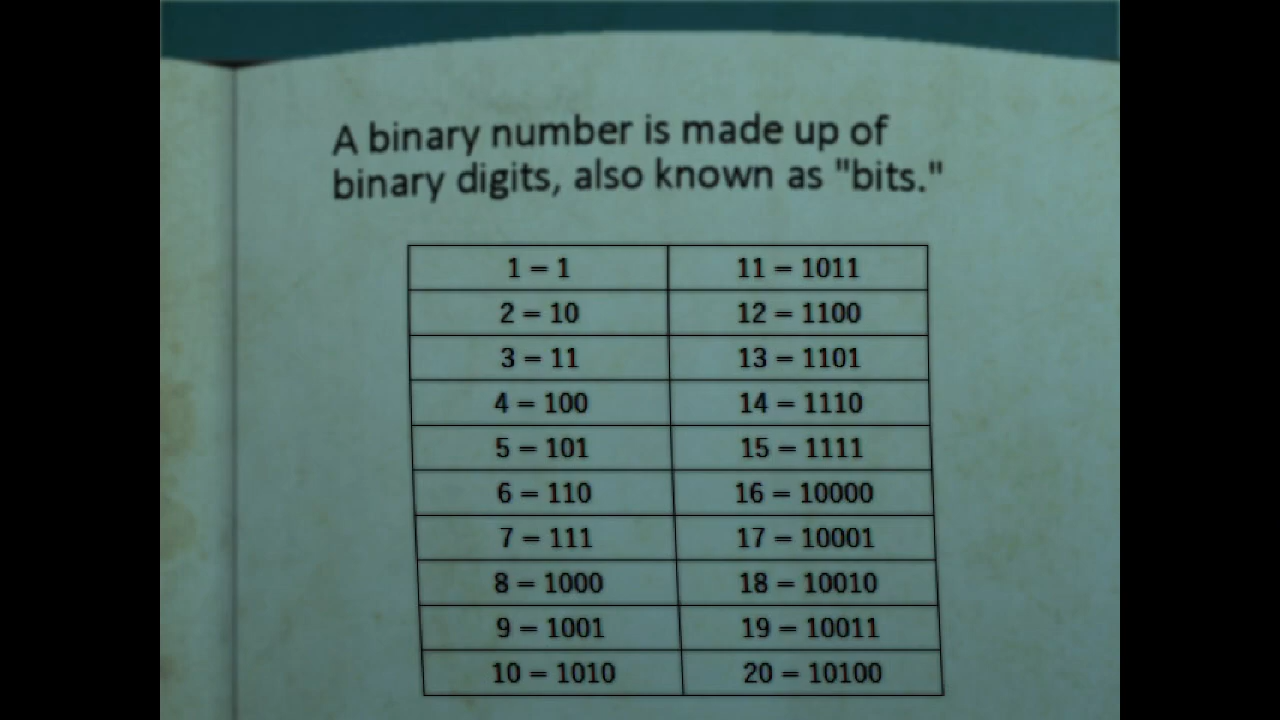 A binary number is made up of
binary digits, also known as "bits."
1 = 1 11 = 1011
2 = 10 12 = 1100
3 = 11 13 = 1101
4 = 100 14 = 1110
5 = 101 15 = 1111
6 = 110 16 = 10000
7 = 111 17 = 10001
8 = 1000 18 = 10010
9 = 1001 19 = 10011
10 = 1010 20 = 10100